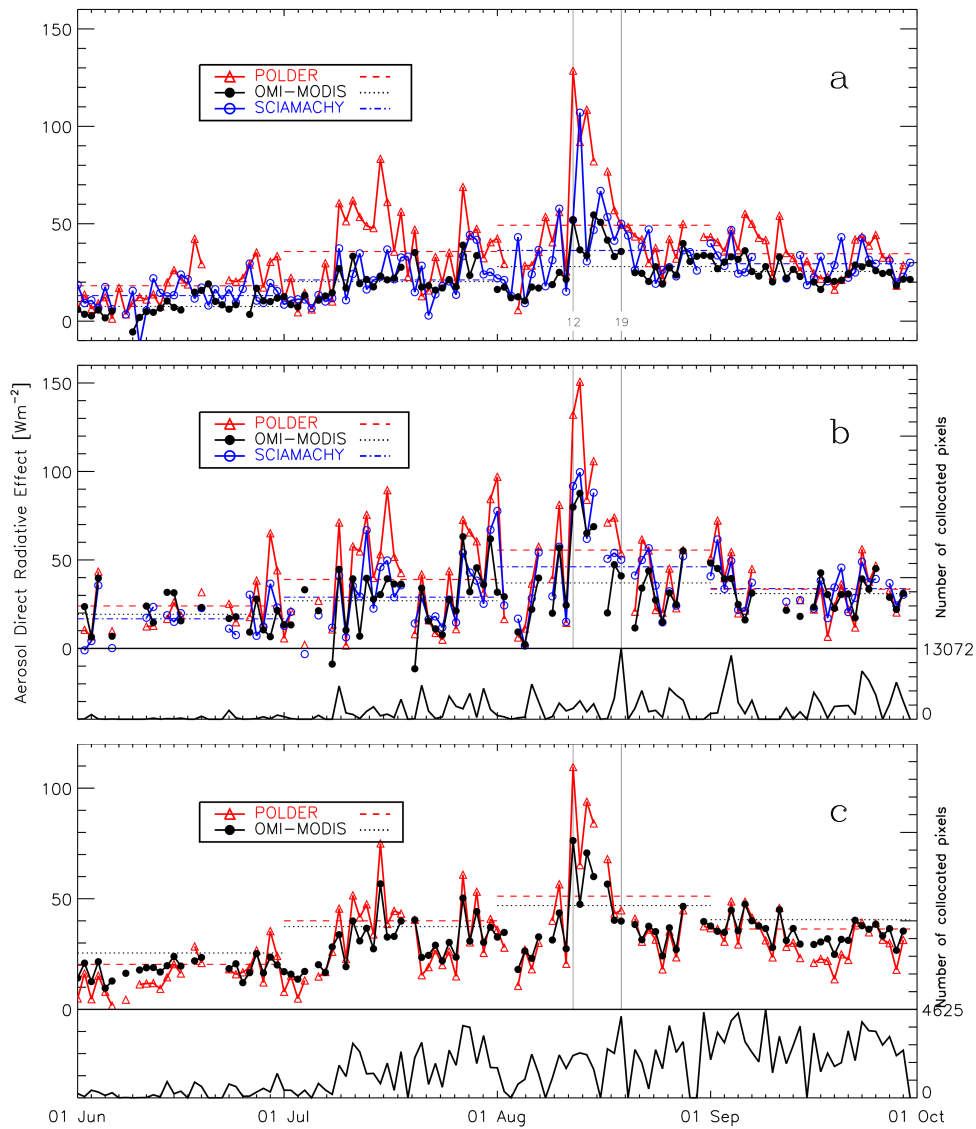 150
100
50
0
a
POLDER
OMI-MODIS
SCIAMACHY
12
19
150
100
50
0
b
POLDER
OMI-MODIS
SCIAMACHY
13072
0
Number of collocated pixels
Aerosol Direct Radiative Effect [Wm⁻²]
100
50
0
c
POLDER
OMI-MODIS
4625
0
Number of collocated pixels
01 Jun
01 Jul
01 Aug
01 Sep
01 Oct